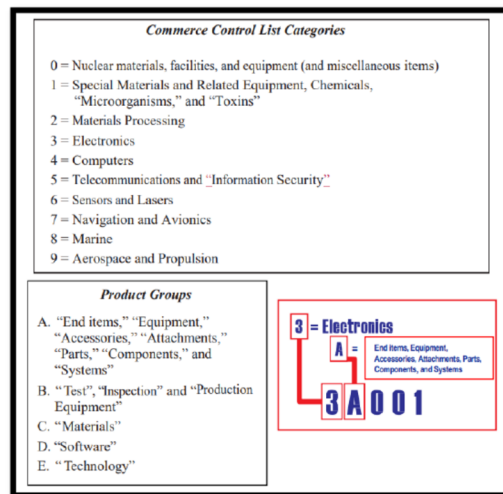 Commerce Control List Categories
0 = Nuclear materials, facilities, and equipment (and miscellaneous items)
1 = Special Materials and Related Equipment, Chemicals,
“Microorganisms,” and “Toxins”
2 = Materials Processing
3 = Electronics
4 = Computers
5 = Telecommunications and “Information Security”
6 = Sensors and Lasers
7 = Navigation and Avionics
8 = Marine
9 = Aerospace and Propulsion
Product Groups
A. “End items,” “Equipment,”
“Accessories,” “Attachments,”
“Parts,” “Components,” and
“Systems”
B. “Test”, “Inspection” and “Production
Equipment”
C. “Materials”
D. “Software”
E. “Technology”
3 = Electronics
A = End items, Equipment,
Accessories, Attachments, Parts,
Components, and Systems
3A001